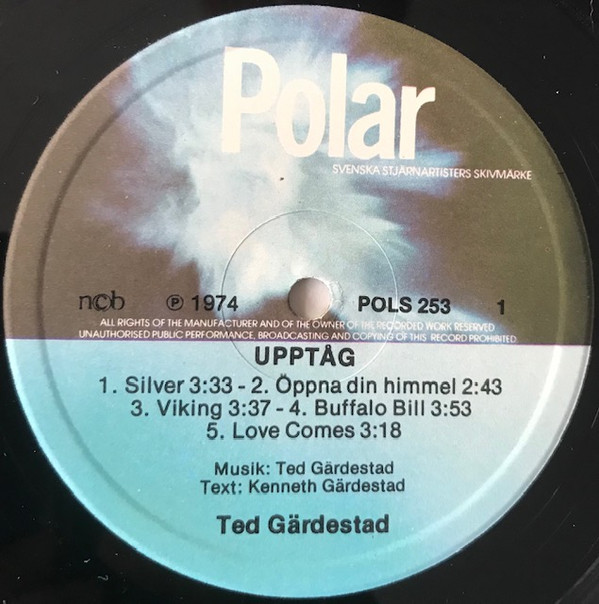 Polar
SVENSKA STJÄRNARTISTERS SKIVMÄRKE
ncb ℗ 1974 POLS 253 1
ALL RIGHTS OF THE MANUFACTURER AND OF THE OWNER OF THE RECORDED WORK RESERVED
UNAUTHORISED PUBLIC PERFORMANCE, BROADCASTING AND COPYING OF THIS RECORD PROHIBITED
UPPTÅG
1. Silver 3:33 - 2. Öppna din himmel 2:43
3. Viking 3:37 - 4. Buffalo Bill 3:53
5. Love Comes 3:18
Musik: Ted Gärdestad
Text: Kenneth Gärdestad
Ted Gärdestad